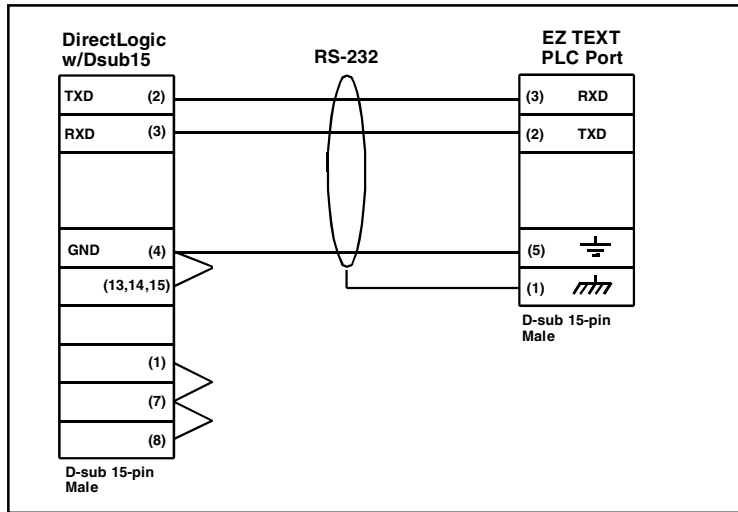 DirectLogic
w/Dsub15
RS-232
EZ TEXT
PLC Port
TXD (2)
(3) RXD
RXD (3)
(2) TXD
GND (4)
(5)
(13,14,15)
(1)
D-sub 15-pin
Male
(1)
(7)
(8)
D-sub 15-pin
Male